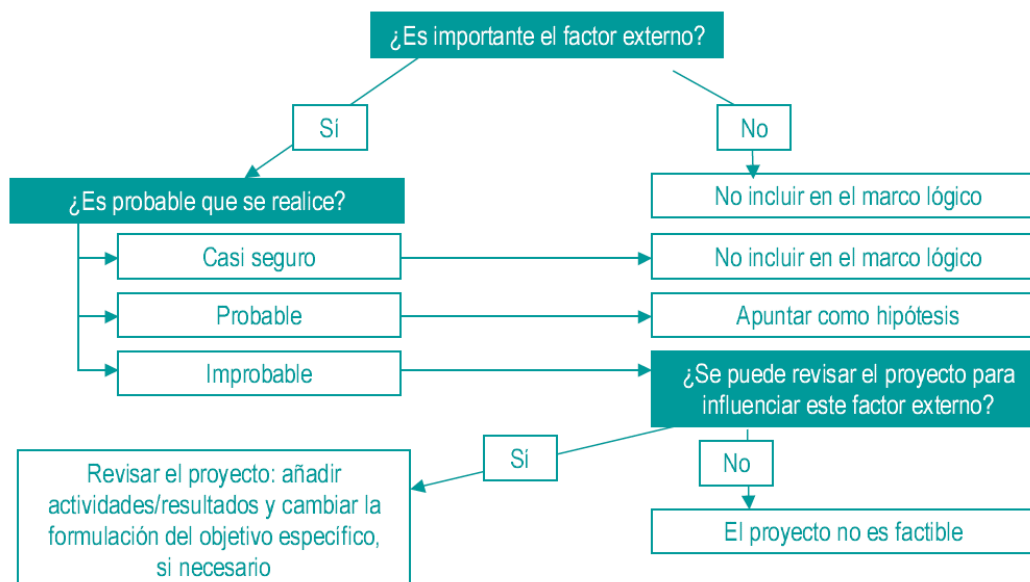 ¿Es importante el factor externo?
Sí
No
¿Es probable que se realice?
No incluir en el marco lógico
Casi seguro
No incluir en el marco lógico
Probable
Apuntar como hipótesis
Improbable
¿Se puede revisar el proyecto para
influenciar este factor externo?
Sí
No
Revisar el proyecto: añadir
actividades/resultados y cambiar la
formulación del objetivo específico,
si necesario
El proyecto no es factible